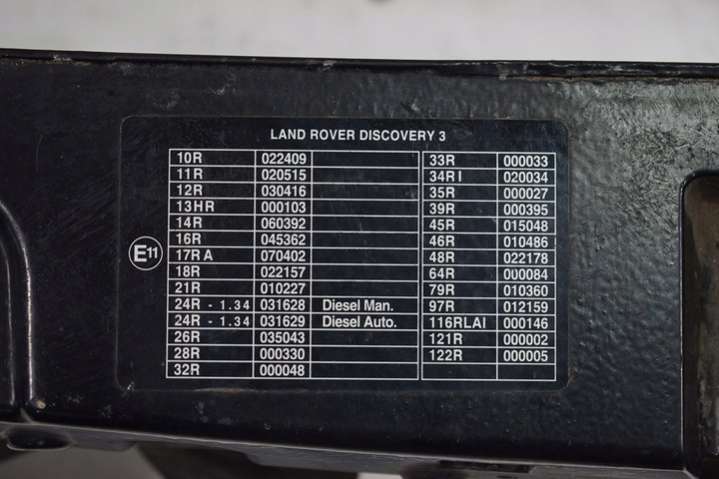 LAND ROVER DISCOVERY 3
E11
10R 022409
11R 020515
12R 030416
13HR 000103
14R 060392
16R 045362
17R A 070402
18R 022157
21R 010227
24R - 1.34 031628 Diesel Man.
24R - 1.34 031629 Diesel Auto.
26R 035043
28R 000330
32R 000048
33R 000033
34R I 020034
35R 000027
39R 000395
45R 015048
46R 010486
48R 022178
64R 000084
79R 010360
97R 012159
116RLAI 000146
121R 000002
122R 000005